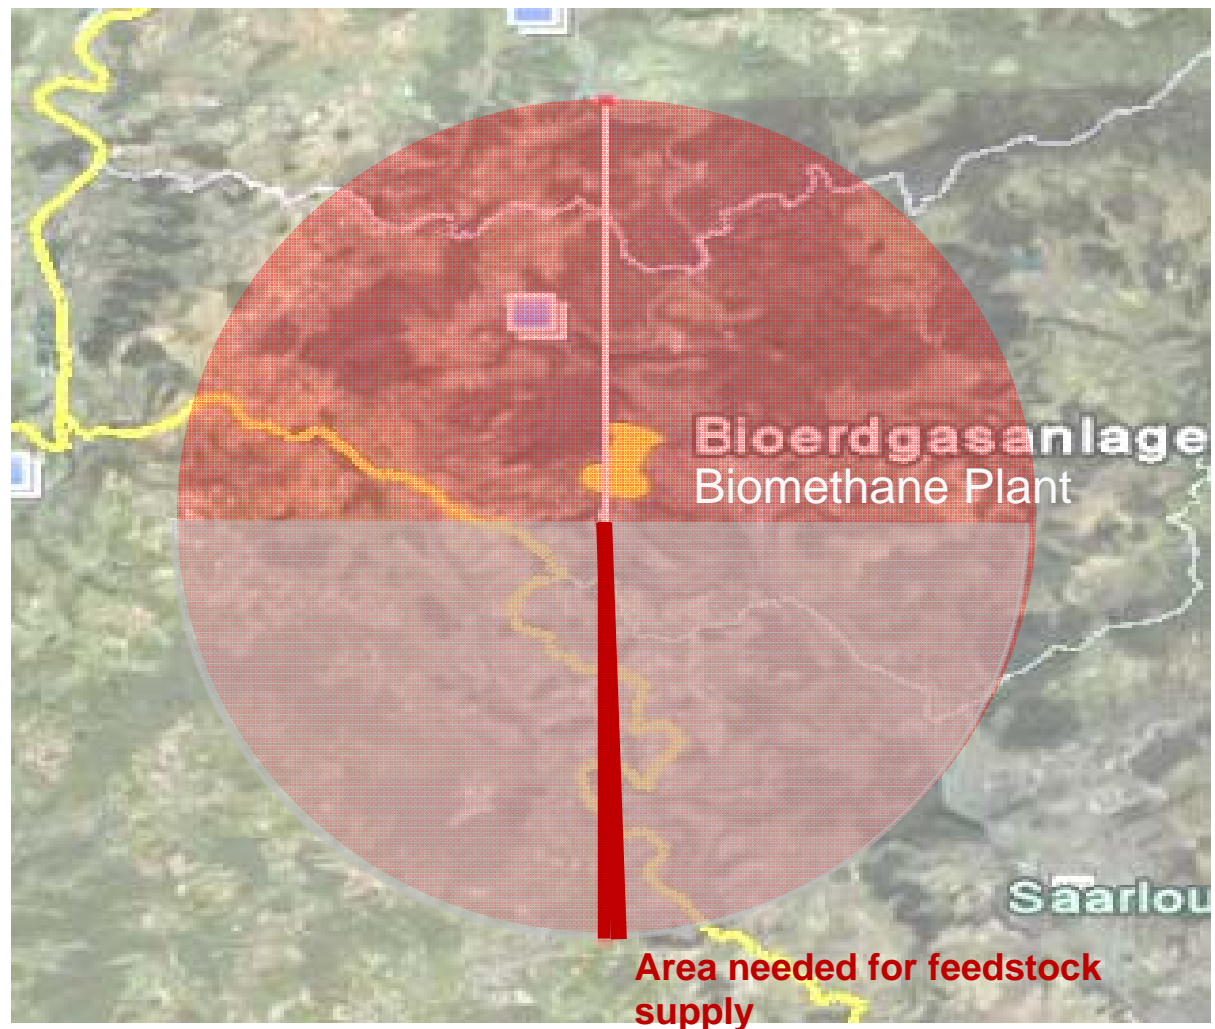 Bioerdgasanlage
Biomethane Plant
Saarlou
Area needed for feedstock
supply